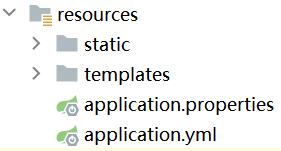 resources
static
templates
application.properties
application.yml